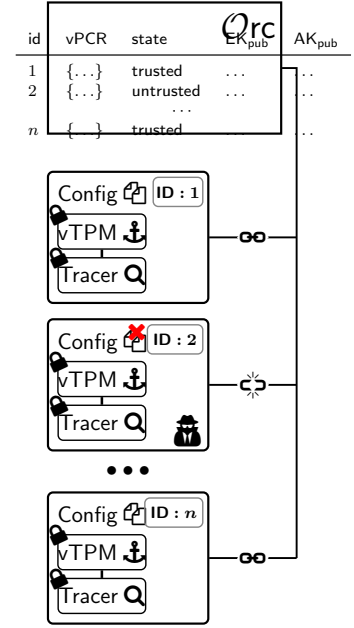 𝒪rc
id vPCR state EKpub AKpub
1 {...} trusted ... ...
2 {...} untrusted ... ...
...
n {...} trusted ... ...
Config ID : 1
vTPM
Tracer
Config ID : 2
vTPM
Tracer
•••
Config ID : n
vTPM
Tracer